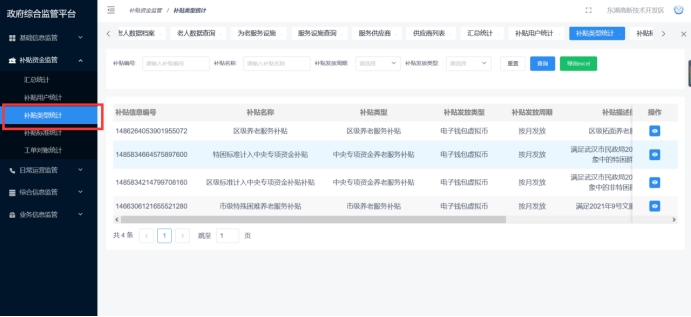 政府综合监管平台
补贴资金监管 / 补贴类型统计
东湖高新技术开发区
基础信息监管
补贴资金监管
汇总统计
补贴用户统计
补贴类型统计
补贴标准统计
工单对账统计
日常运营监管
综合信息监管
业务信息监管
老人数据档案 老人数据查询 为老服务设施 服务设施查询 服务供应商 供应商列表 汇总统计 补贴用户统计 补贴类型统计 补贴标
补贴编号: 请输入补贴编号 补贴名称: 请输入补贴名称 补贴发放周期: 请选择 补贴发放类型: 请选择 重置 查询 导出excel
补贴信息编号 补贴名称 补贴类型 补贴发放类型 补贴发放周期 补贴描述 操作
1486264053901955072 区级养老服务补贴 区级养老服务补贴 电子钱包虚拟币 按月发放 区级拓面养老
1485834664575897600 特困标准计入中央专项资金补贴 中央专项资金养老服务补贴 电子钱包虚拟币 按月发放 满足武汉市民政局20
象中的特困群
1485834214799708160 区级标准计入中央专项资金补贴补贴 中央专项资金养老服务补贴 电子钱包虚拟币 按月发放 满足武汉市民政局20
象中的非特困群
1466306121655521280 市级特殊困难养老服务补贴 市级养老服务补贴 电子钱包虚拟币 按月发放 满足2021年9号文
共 4 条 1 跳至 1 页